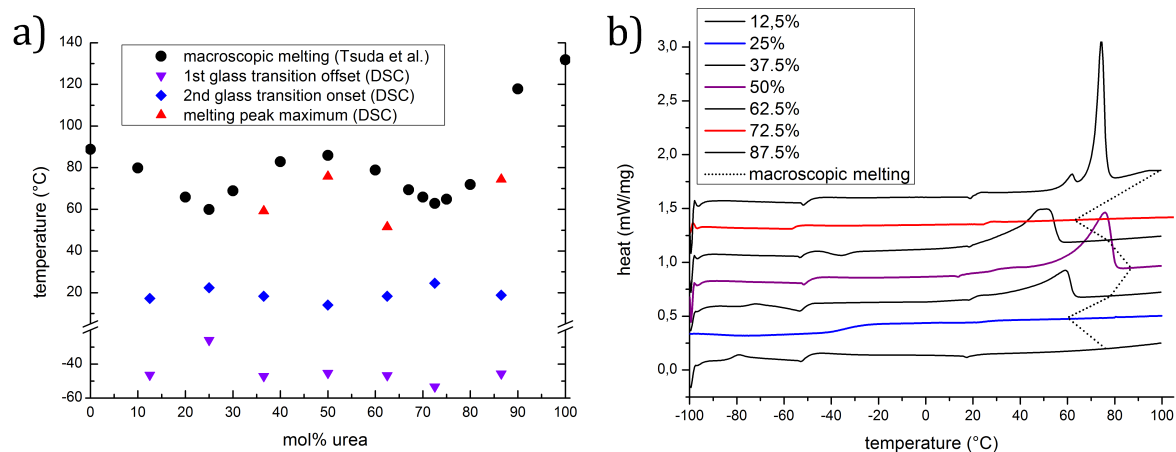 a)
macroscopic melting (Tsuda et al.)
1st glass transition offset (DSC)
2nd glass transition onset (DSC)
melting peak maximum (DSC)
140
120
100
80
60
40
20
-40
-60
temperature (°C)
0 10 20 30 40 50 60 70 80 90 100
mol% urea
b)
12,5%
25%
37.5%
50%
62.5%
72.5%
87.5%
macroscopic melting
3,0
2,5
2,0
1,5
1,0
0,5
0,0
heat (mW/mg)
-100 -80 -60 -40 -20 0 20 40 60 80 100
temperature (°C)